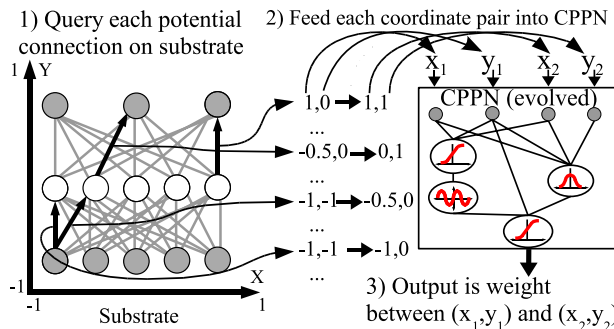 1) Query each potential
connection on substrate
2) Feed each coordinate pair into CPPN
1 Y
x1 y1 x2 y2
CPPN (evolved)
1,0 1,1
...
-0.5,0 0,1
...
-1,-1 -0.5,0
...
-1,-1 -1,0
...
-1
-1 X 1
Substrate
3) Output is weight
between (x1,y1) and (x2,y2)